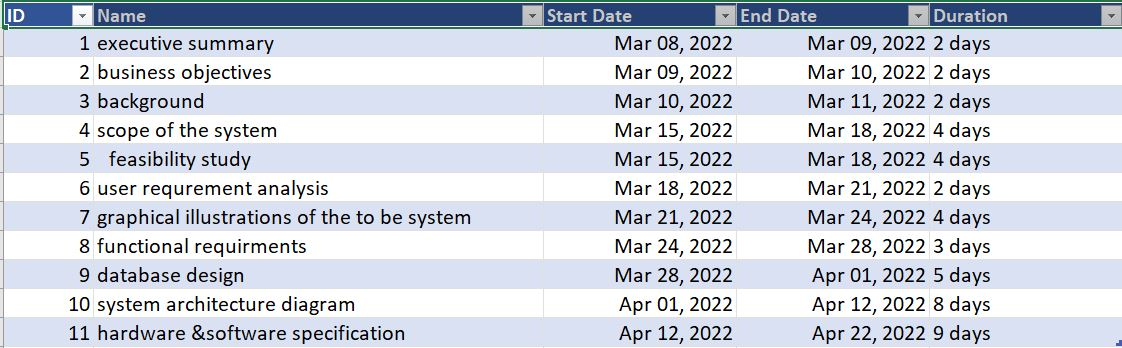 ID Name Start Date End Date Duration
1 executive summary Mar 08, 2022 Mar 09, 2022 2 days
2 business objectives Mar 09, 2022 Mar 10, 2022 2 days
3 background Mar 10, 2022 Mar 11, 2022 2 days
4 scope of the system Mar 15, 2022 Mar 18, 2022 4 days
5 feasibility study Mar 15, 2022 Mar 18, 2022 4 days
6 user requrement analysis Mar 18, 2022 Mar 21, 2022 2 days
7 graphical illustrations of the to be system Mar 21, 2022 Mar 24, 2022 4 days
8 functional requirments Mar 24, 2022 Mar 28, 2022 3 days
9 database design Mar 28, 2022 Apr 01, 2022 5 days
10 system architecture diagram Apr 01, 2022 Apr 12, 2022 8 days
11 hardware &software specification Apr 12, 2022 Apr 22, 2022 9 days